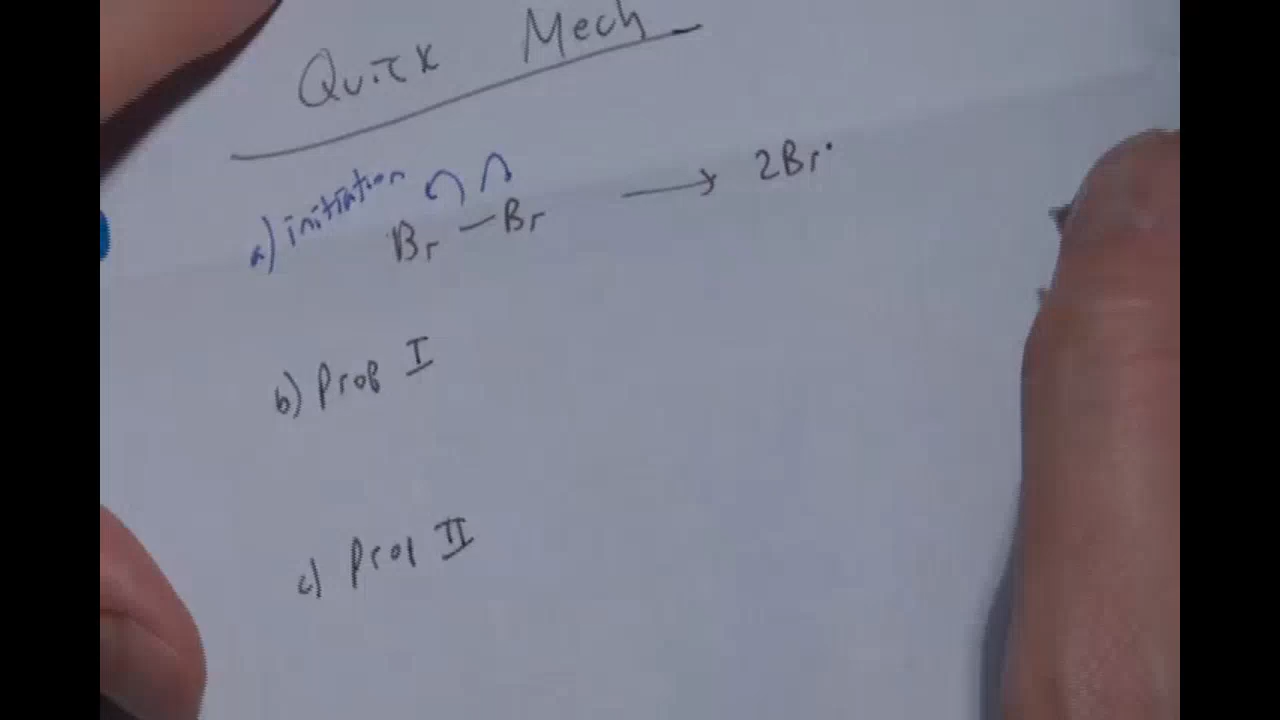 Quick Mech
a) initiation Br—Br → 2Br•
b) Prop I
c) Prop II